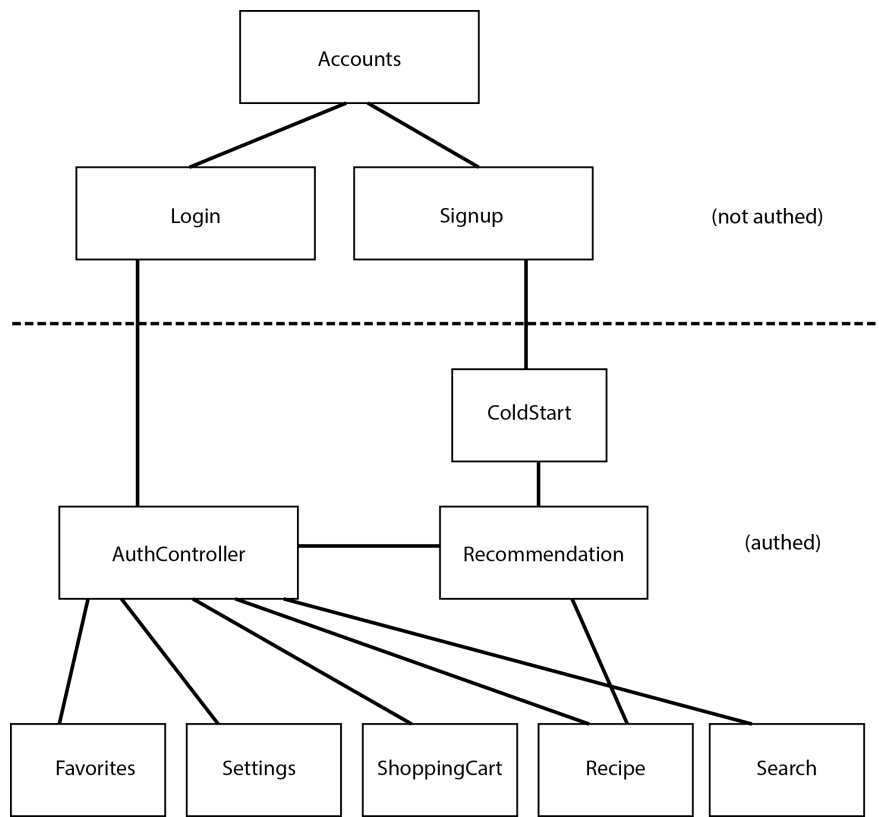 Accounts
Login
Signup
(not authed)
ColdStart
AuthController
Recommendation
(authed)
Favorites
Settings
ShoppingCart
Recipe
Search